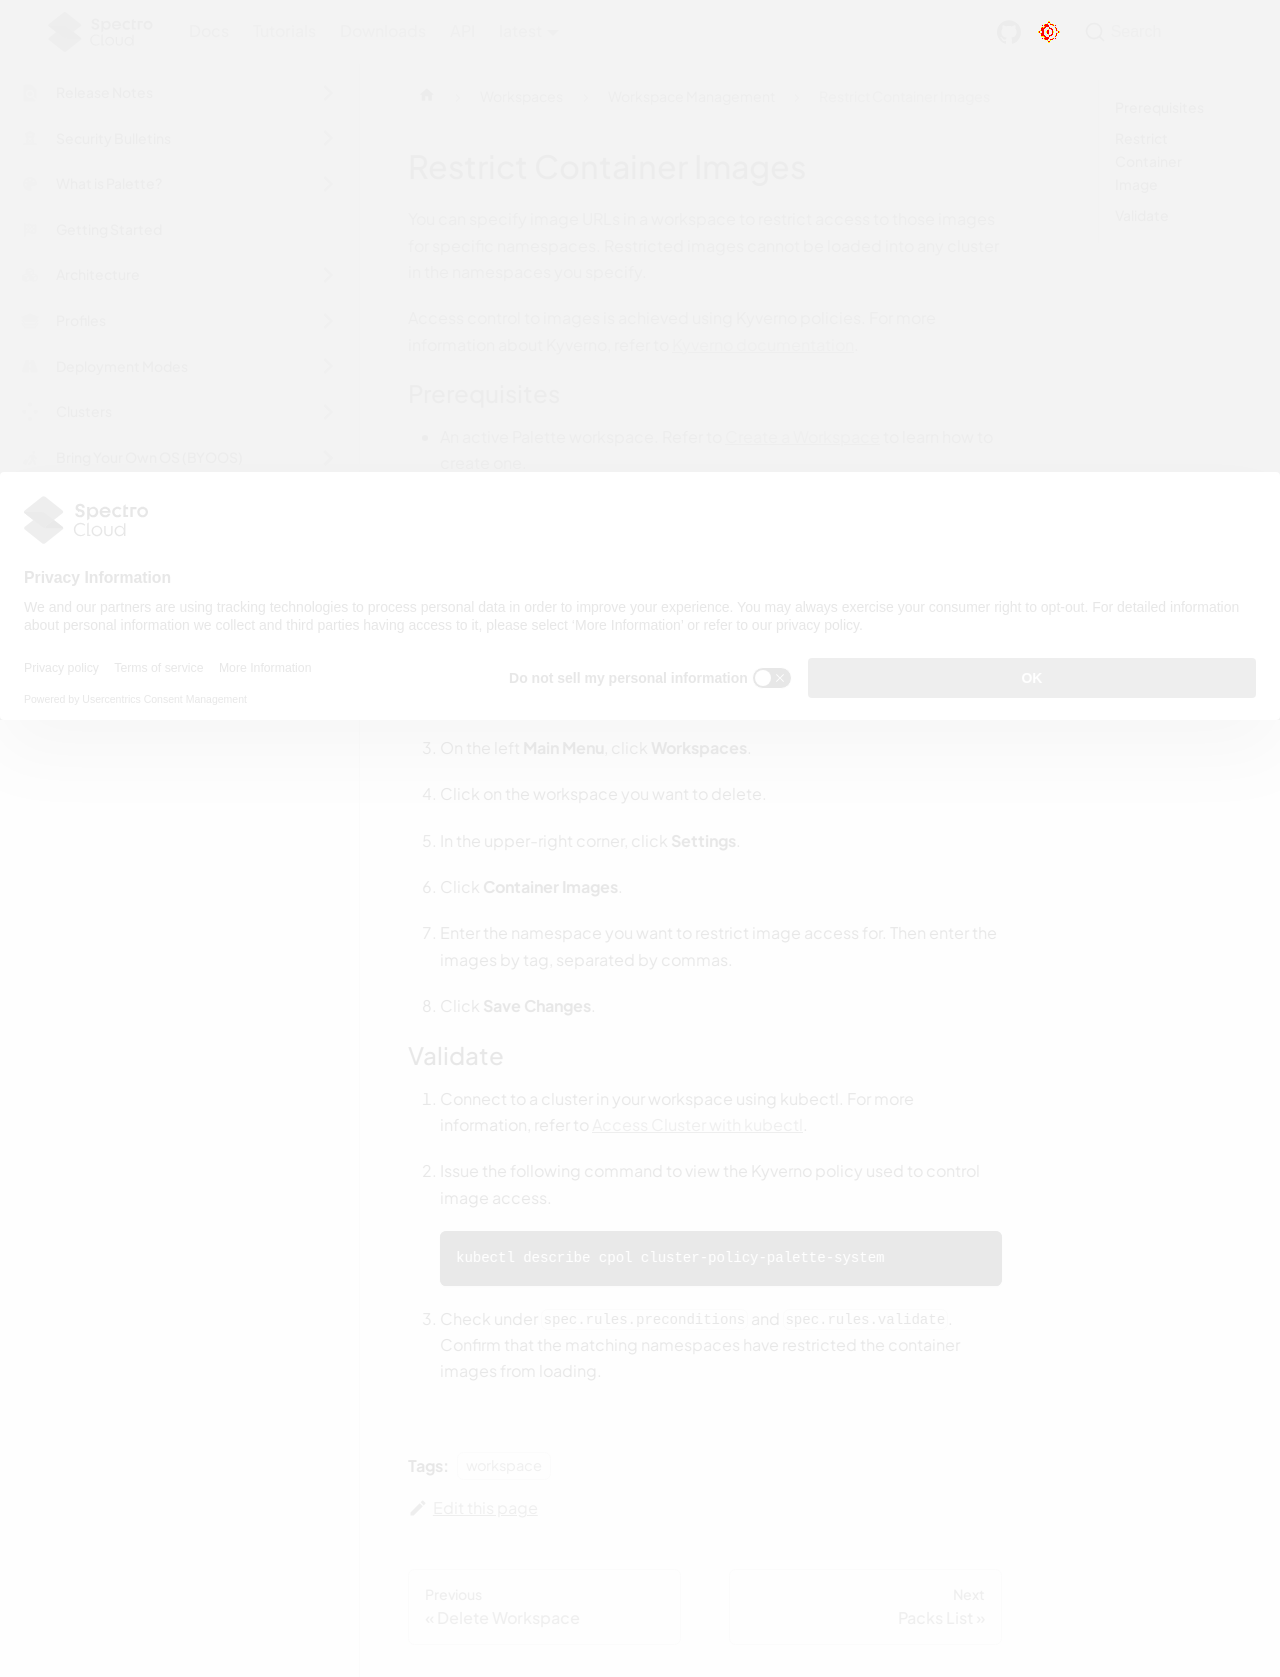 Spectro Cloud
Docs Tutorials Downloads API latest
Search
Release Notes
Security Bulletins
What is Palette?
Getting Started
Architecture
Profiles
Deployment Modes
Clusters
Bring Your Own OS (BYOOS)
Workspaces Workspace Management Restrict Container Images
Restrict Container Images
You can specify image URLs in a workspace to restrict access to those images
for specific namespaces. Restricted images cannot be loaded into any cluster
in the namespaces you specify.
Access control to images is achieved using Kyverno policies. For more
information about Kyverno, refer to Kyverno documentation.
Prerequisites
An active Palette workspace. Refer to Create a Workspace to learn how to
create one.
Prerequisites
Restrict
Container
Image
Validate
Spectro
Cloud
Privacy Information
We and our partners are using tracking technologies to process personal data in order to improve your experience. You may always exercise your consumer right to opt-out. For detailed information
about personal information we collect and third parties having access to it, please select 'More Information' or refer to our privacy policy.
Privacy policy Terms of service More Information
Powered by Usercentrics Consent Management
Do not sell my personal information
OK
3. On the left Main Menu, click Workspaces.
4. Click on the workspace you want to delete.
5. In the upper-right corner, click Settings.
6. Click Container Images.
7. Enter the namespace you want to restrict image access for. Then enter the
images by tag, separated by commas.
8. Click Save Changes.
Validate
1. Connect to a cluster in your workspace using kubectl. For more
information, refer to Access Cluster with kubectl.
2. Issue the following command to view the Kyverno policy used to control
image access.
kubectl describe cpol cluster-policy-palette-system
3. Check under spec.rules.preconditions and spec.rules.validate.
Confirm that the matching namespaces have restricted the container
images from loading.
Tags: workspace
Edit this page
Previous
« Delete Workspace
Next
Packs List »